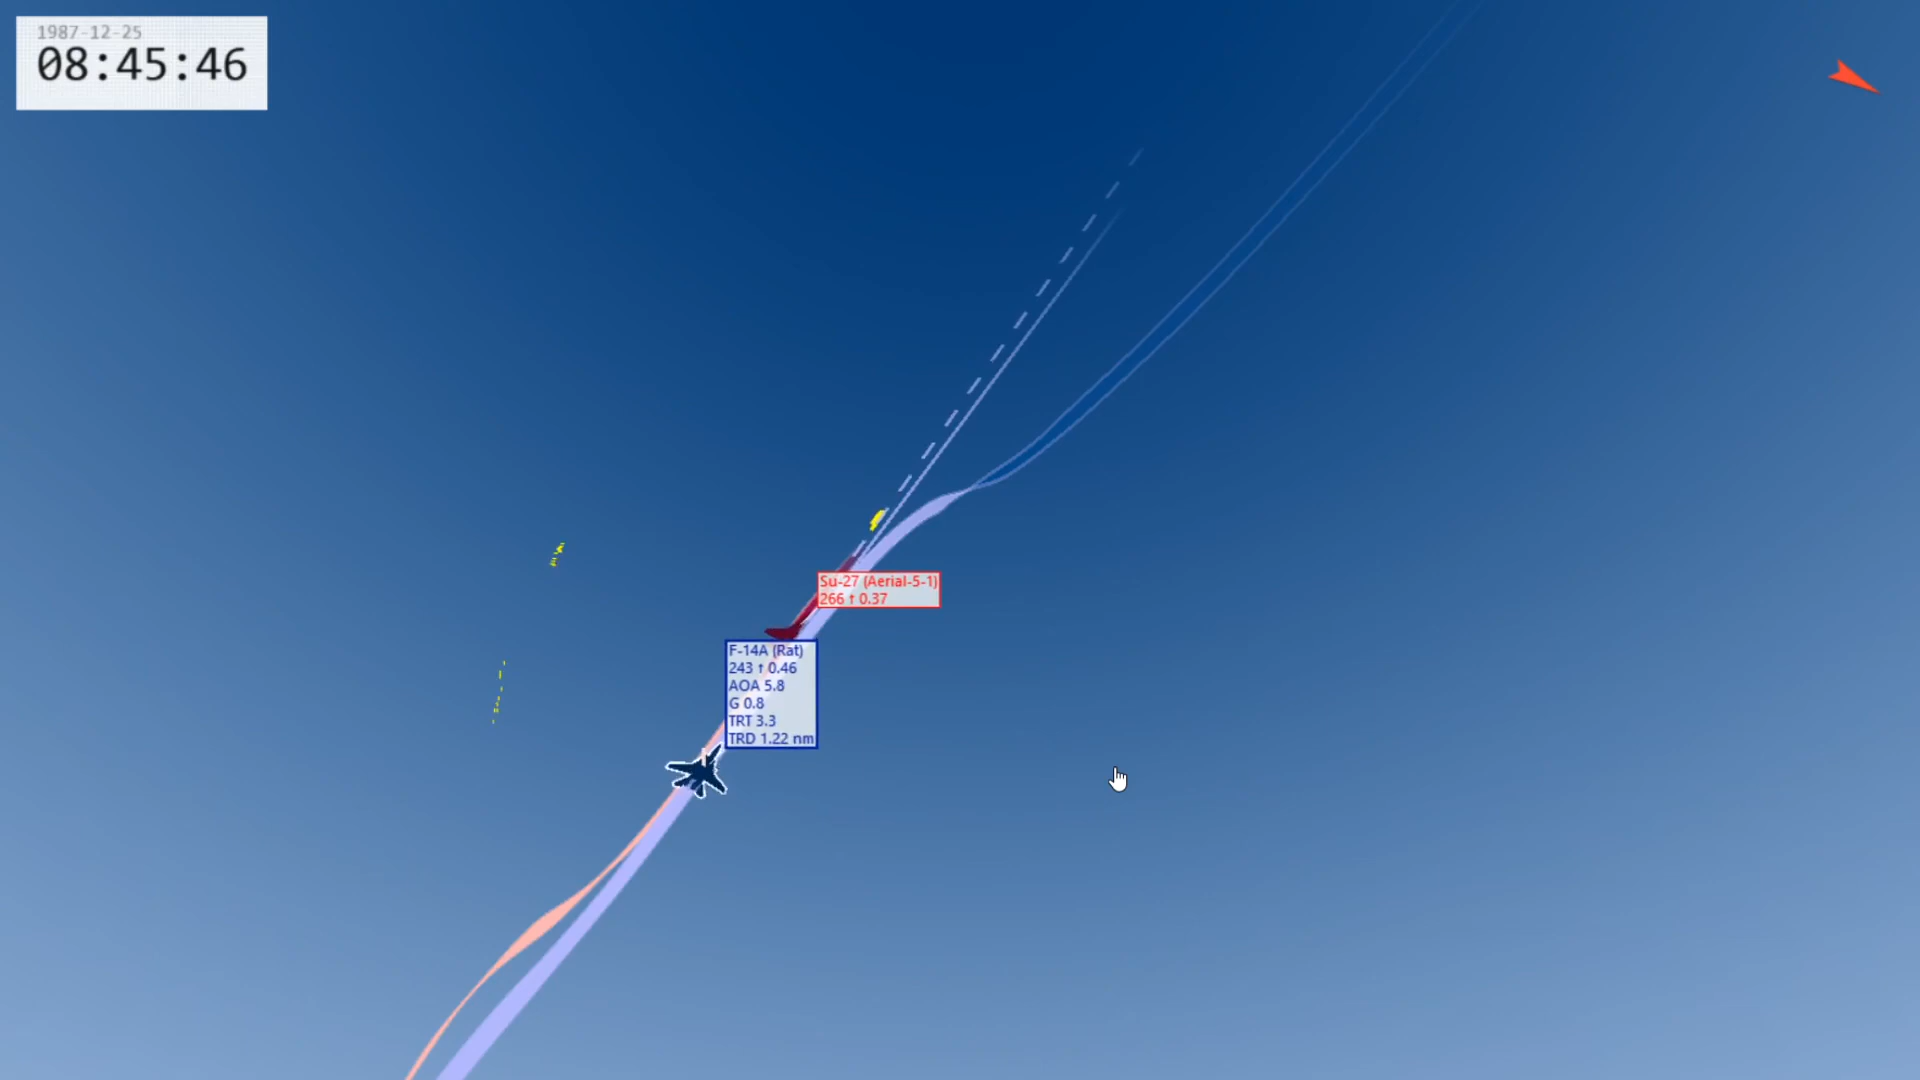 1987-12-25
08:45:46
Su-27 (Aerial-5-1)
266 ↑ 0.37
F-14A (Rat)
243 ↑ 0.46
AOA 5.8
G 0.8
TRT 3.3
TRD 1.22 nm